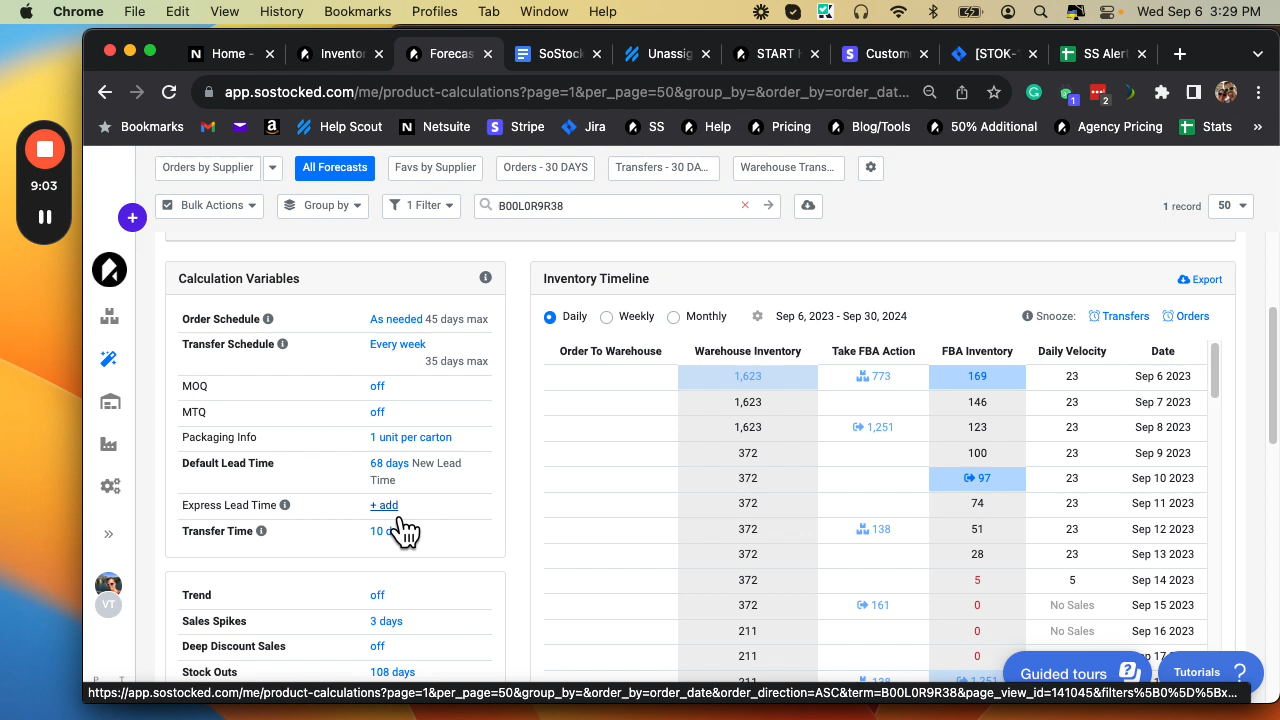 Chrome File Edit View History Bookmarks Profiles Tab Window Help Wed Sep 6 3:29 PM
Home - Inventor Forecas SoStock Unassig START H Custom [STOK- SS Alert
app.sostocked.com/me/product-calculations?page=1&per_page=50&group_by=&order_by=order_dat...
1 2
Bookmarks Help Scout Netsuite Stripe Jira SS Help Pricing Blog/Tools 50% Additional Agency Pricing Stats »
9:03
Orders by Supplier All Forecasts Favs by Supplier Orders - 30 DAYS Transfers - 30 DA... Warehouse Trans...
Bulk Actions Group by 1 Filter B00L0R9R38 1 record 50
Calculation Variables
Order Schedule As needed 45 days max
Transfer Schedule Every week
35 days max
MOQ off
MTQ off
Packaging Info 1 unit per carton
Default Lead Time 68 days New Lead
Time
Express Lead Time + add
Transfer Time 10 d
Trend off
Sales Spikes 3 days
Deep Discount Sales off
Stock Outs 108 days
Inventory Timeline Export
Daily Weekly Monthly Sep 6, 2023 - Sep 30, 2024 Snooze: Transfers Orders
Order To Warehouse Warehouse Inventory Take FBA Action FBA Inventory Daily Velocity Date
1,623 773 169 23 Sep 6 2023
1,623 146 23 Sep 7 2023
1,623 1,251 123 23 Sep 8 2023
372 100 23 Sep 9 2023
372 97 23 Sep 10 2023
372 74 23 Sep 11 2023
372 138 51 23 Sep 12 2023
372 28 23 Sep 13 2023
372 5 5 Sep 14 2023
372 161 0 No Sales Sep 15 2023
211 0 No Sales Sep 16 2023
211 0 Sep 17
211 138 1,251
Guided tours Tutorials
VT
https://app.sostocked.com/me/product-calculations?page=1&per_page=50&group_by=&order_by=order_date&order_direction=ASC&term=B00L0R9R38&page_view_id=141045&filters%5B0%5D%5Bx...